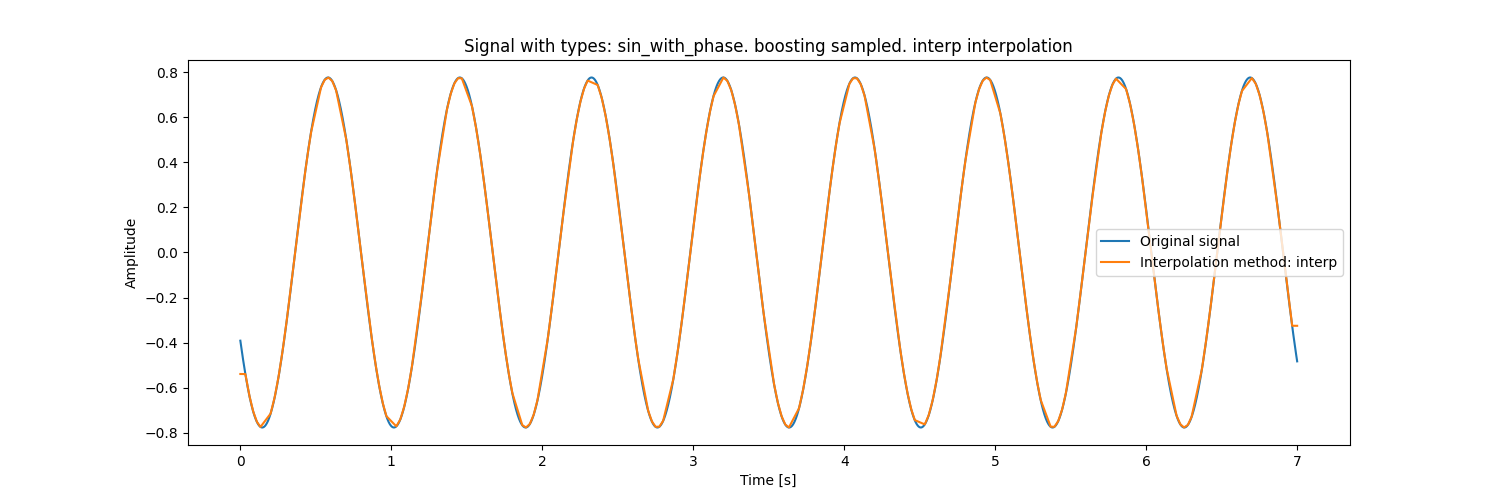 Signal with types: sin_with_phase. boosting sampled. interp interpolation
Amplitude
0.8
0.6
0.4
0.2
0.0
−0.2
−0.4
−0.6
−0.8
Original signal
Interpolation method: interp
0 1 2 3 4 5 6 7
Time [s]